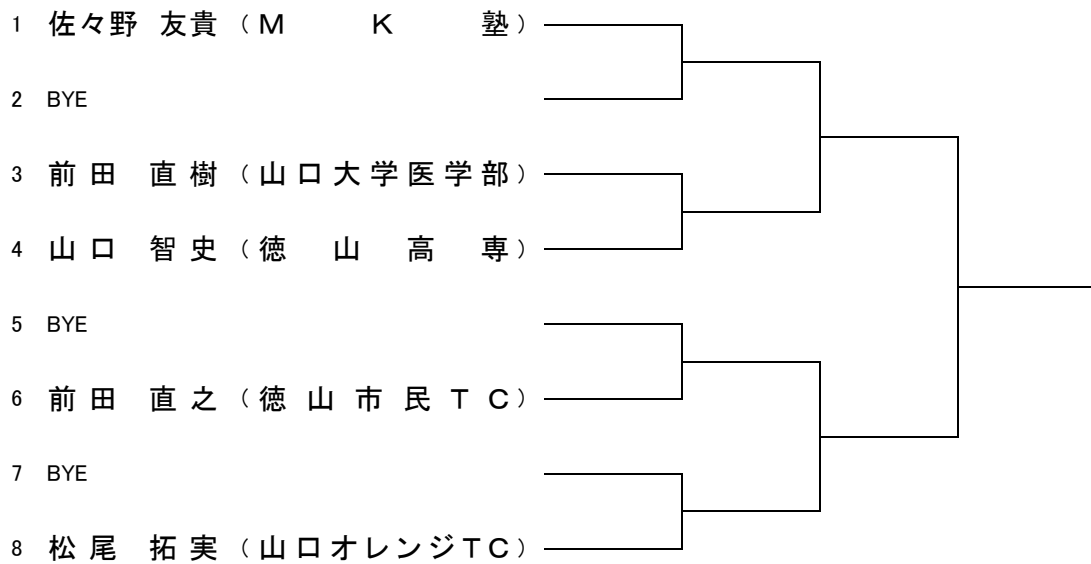 1 佐々野 友貴 （Ｍ Ｋ 塾）
2 BYE
3 前田 直樹 （山口大学医学部）
4 山口 智史 （徳山高専）
5 BYE
6 前田 直之 （徳山市民ＴＣ）
7 BYE
8 松尾 拓実 （山口オレンジＴＣ）